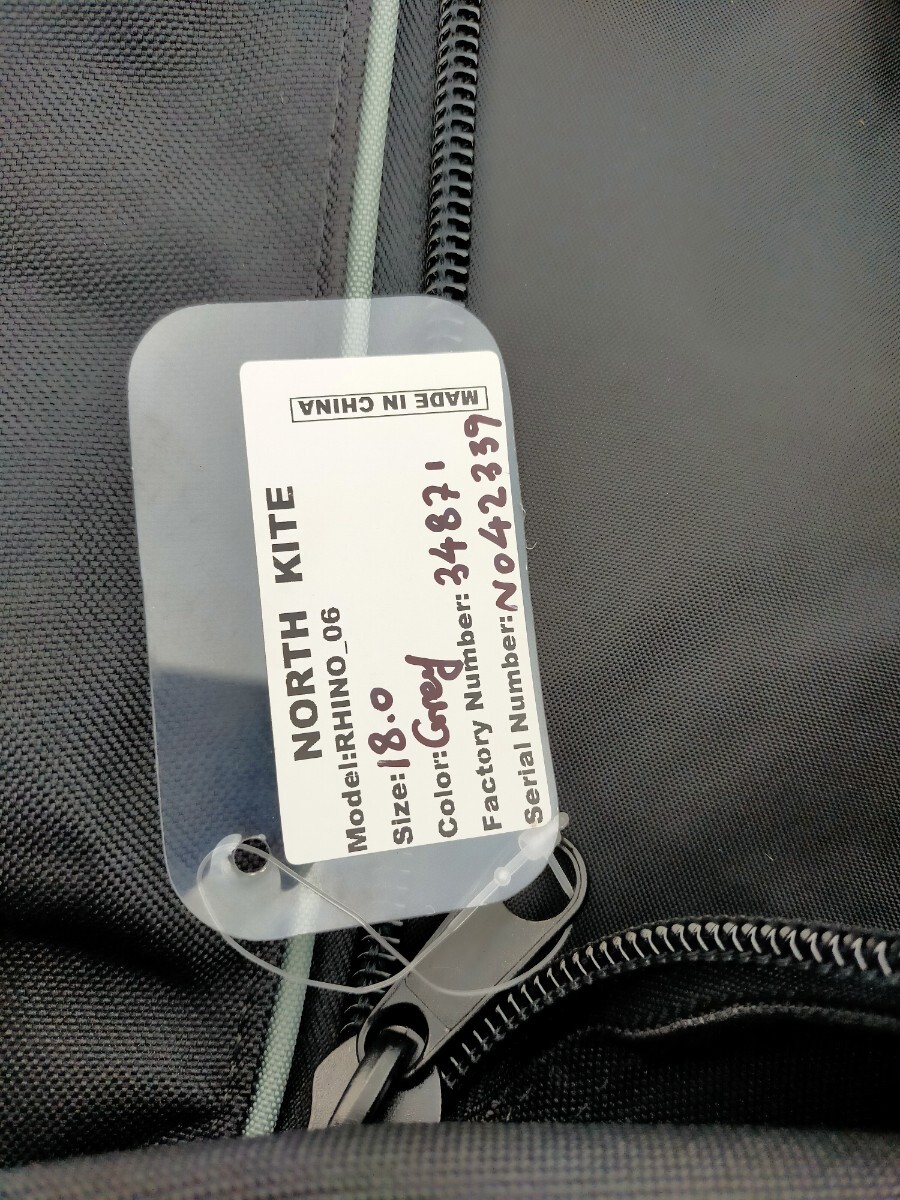 NORTH KITE
Model:RHINO_06
Size:18.0
Color:Grey
Factory Number: 34871
Serial Number:N042339
MADE IN CHINA